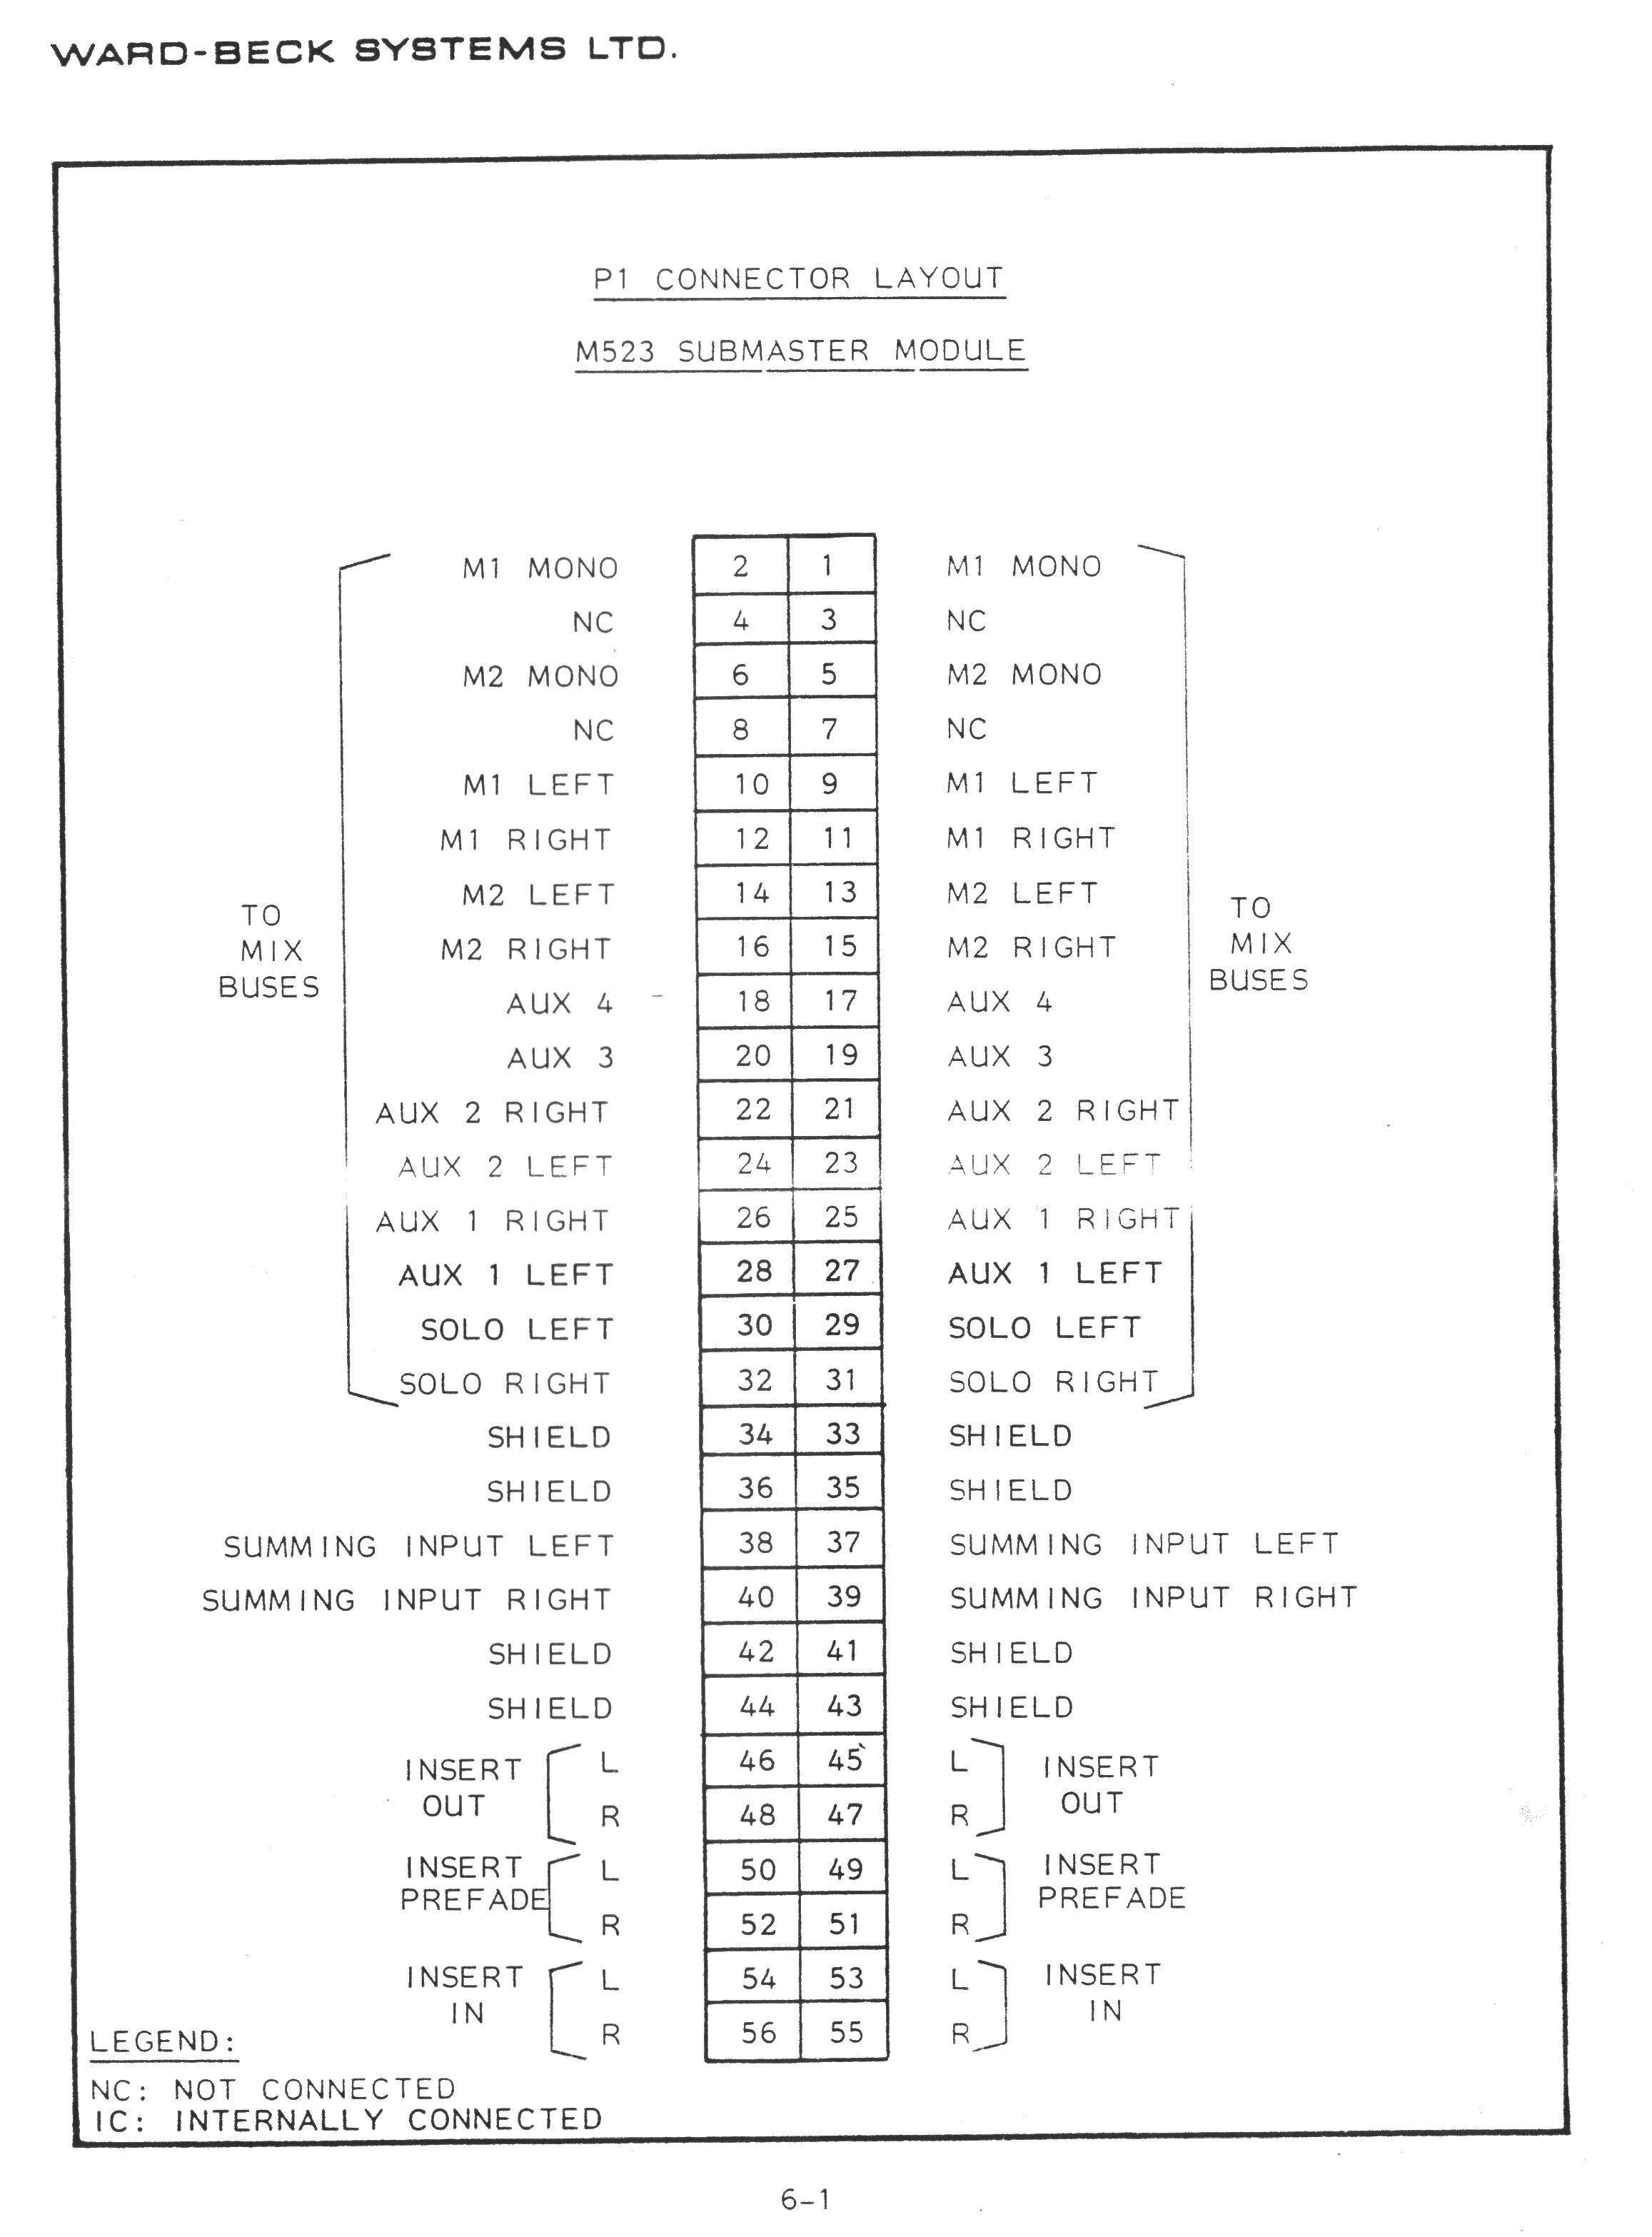 WARD-BECK SYSTEMS LTD.
P1 CONNECTOR LAYOUT
M523 SUBMASTER MODULE
M1 MONO 2 1 M1 MONO
NC 4 3 NC
M2 MONO 6 5 M2 MONO
NC 8 7 NC
M1 LEFT 10 9 M1 LEFT
M1 RIGHT 12 11 M1 RIGHT
M2 LEFT 14 13 M2 LEFT
TO MIX BUSES
TO MIX BUSES
M2 RIGHT 16 15 M2 RIGHT
AUX 4 18 17 AUX 4
AUX 3 20 19 AUX 3
AUX 2 RIGHT 22 21 AUX 2 RIGHT
AUX 2 LEFT 24 23 AUX 2 LEFT
AUX 1 RIGHT 26 25 AUX 1 RIGHT
AUX 1 LEFT 28 27 AUX 1 LEFT
SOLO LEFT 30 29 SOLO LEFT
SOLO RIGHT 32 31 SOLO RIGHT
SHIELD 34 33 SHIELD
SHIELD 36 35 SHIELD
SUMMING INPUT LEFT 38 37 SUMMING INPUT LEFT
SUMMING INPUT RIGHT 40 39 SUMMING INPUT RIGHT
SHIELD 42 41 SHIELD
SHIELD 44 43 SHIELD
INSERT L 46 45 L INSERT
OUT R 48 47 R OUT
INSERT L 50 49 L INSERT
PREFADE R 52 51 R PREFADE
INSERT L 54 53 L INSERT
IN R 56 55 R IN
LEGEND:
NC: NOT CONNECTED
IC: INTERNALLY CONNECTED
6-1